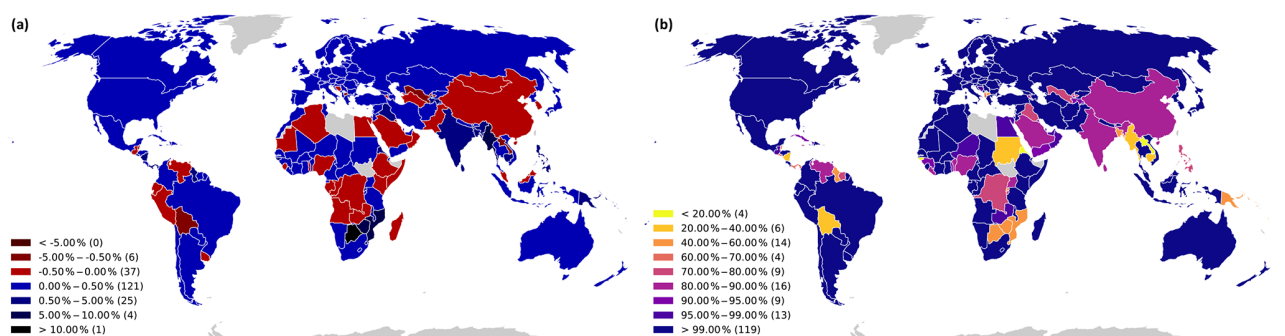 (a)
< -5.00% (0)
-5.00% – -0.50% (6)
-0.50% – 0.00% (37)
0.00% – 0.50% (121)
0.50% – 5.00% (25)
5.00% – 10.00% (4)
> 10.00% (1)
(b)
< 20.00% (4)
20.00% – 40.00% (6)
40.00% – 60.00% (14)
60.00% – 70.00% (4)
70.00% – 80.00% (9)
80.00% – 90.00% (16)
90.00% – 95.00% (9)
95.00% – 99.00% (13)
> 99.00% (119)